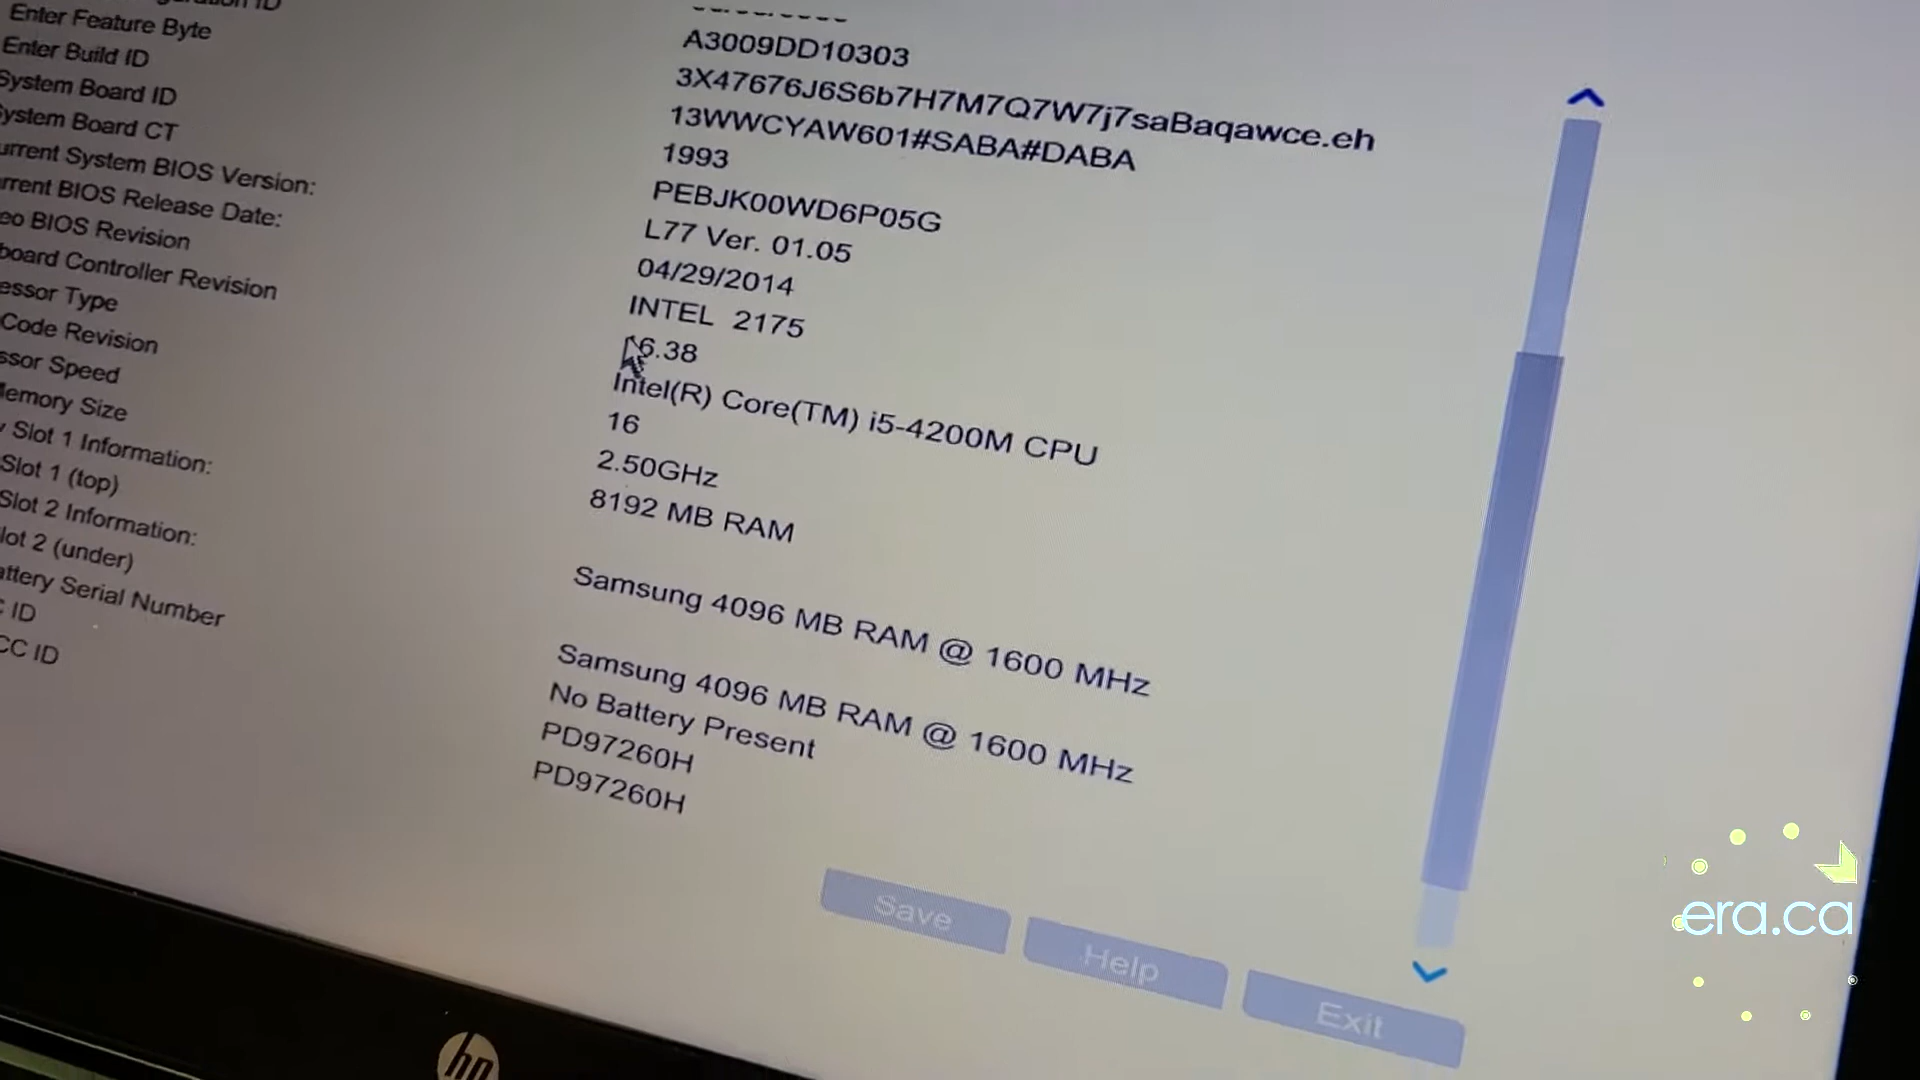 Enter Feature Byte
A3009DD10303
Enter Build ID
3X47676J6S6b7H7M7Q7W7j7saBaqawce.eh
System Board ID
13WWCYAW601#SABA#DABA
System Board CT
1993
urrent System BIOS Version:
PEBJK00WD6P05G
rrent BIOS Release Date:
L77 Ver. 01.05
eo BIOS Revision
04/29/2014
board Controller Revision
INTEL 2175
essor Type
6.38
Code Revision
Intel(R) Core(TM) i5-4200M CPU
ssor Speed
16
Memory Size
2.50GHz
Slot 1 Information:
8192 MB RAM
Slot 1 (top)
Slot 2 Information:
Samsung 4096 MB RAM @ 1600 MHz
lot 2 (under)
attery Serial Number
Samsung 4096 MB RAM @ 1600 MHz
ID
No Battery Present
CC ID
PD97260H
PD97260H
Save
Help
Exit
era.ca
hp